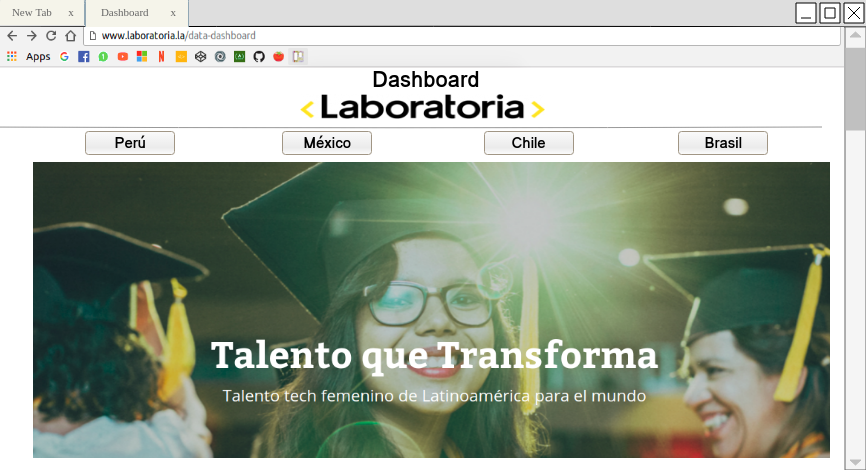 New Tab x Dashboard x
www.laboratoria.la/data-dashboard
Apps
Dashboard
< Laboratoria >
Perú México Chile Brasil
Talento que Transforma
Talento tech femenino de Latinoamérica para el mundo